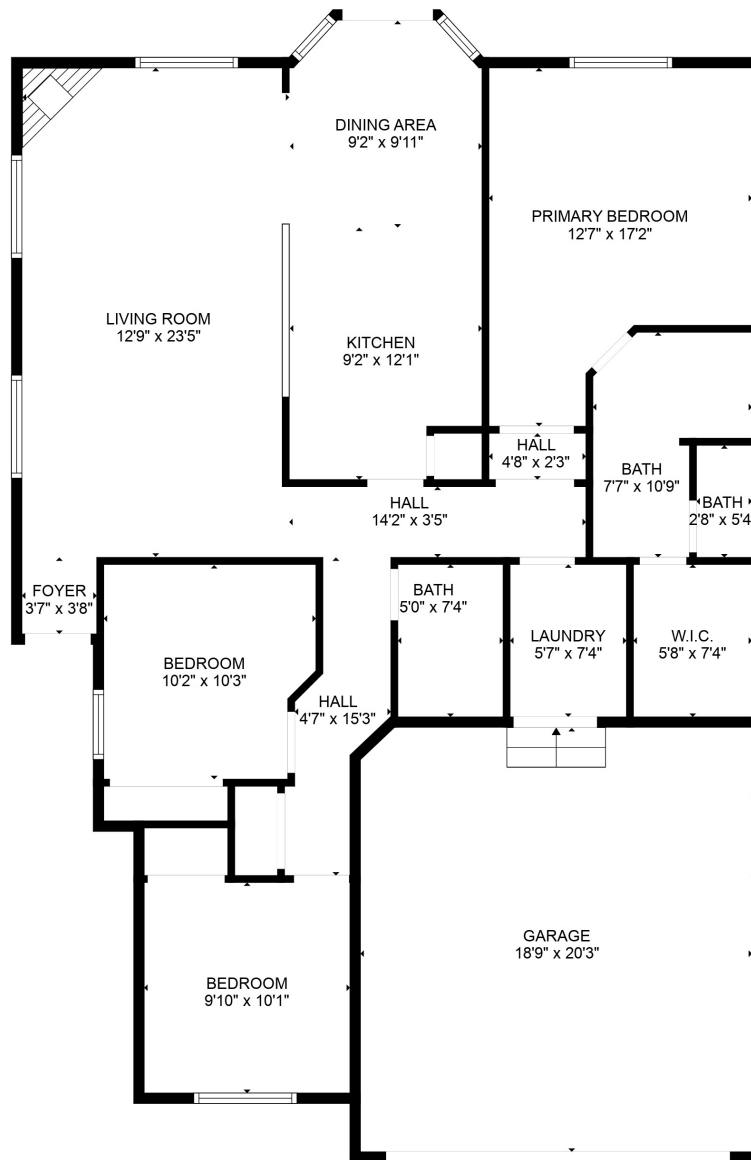 DINING AREA
9'2" x 9'11"
PRIMARY BEDROOM
12'7" x 17'2"
LIVING ROOM
12'9" x 23'5"
KITCHEN
9'2" x 12'1"
HALL
4'8" x 2'3"
BATH
7'7" x 10'9"
HALL
14'2" x 3'5"
BATH
2'8" x 5'4
FOYER
3'7" x 3'8"
BATH
5'0" x 7'4"
LAUNDRY
5'7" x 7'4"
W.I.C.
5'8" x 7'4"
BEDROOM
10'2" x 10'3"
HALL
4'7" x 15'3"
GARAGE
18'9" x 20'3"
BEDROOM
9'10" x 10'1"